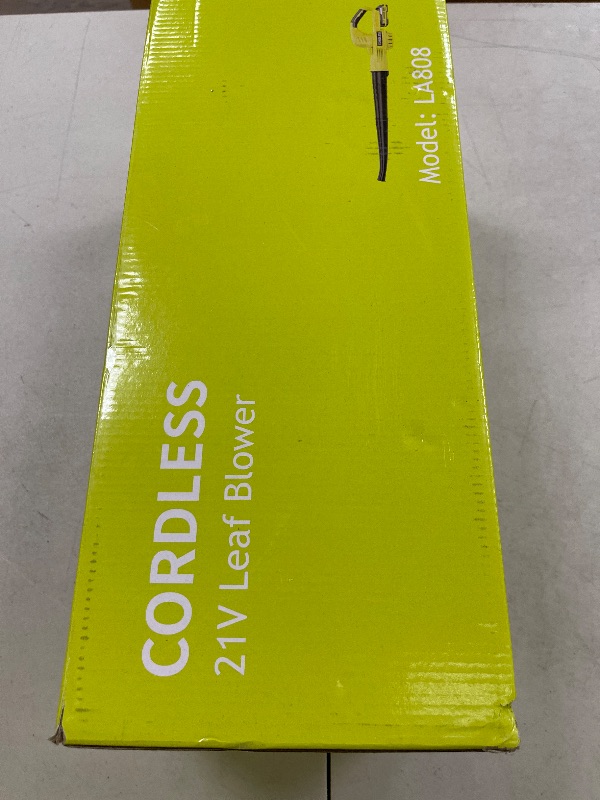 CORDLESS
21V Leaf Blower
Model: LA808